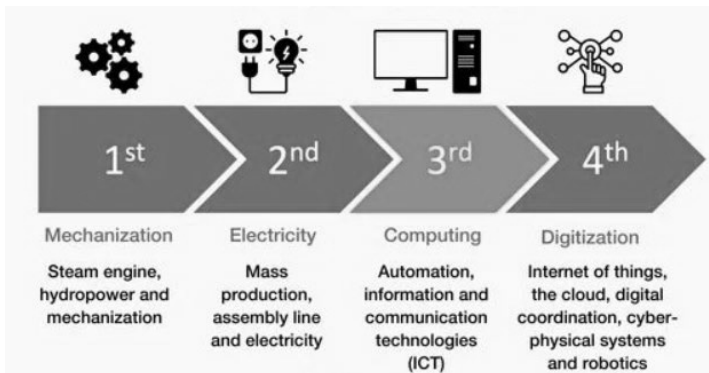 1st
2nd
3rd
4th
Mechanization
Electricity
Computing
Digitization
Steam engine,
hydropower and
mechanization
Mass
production,
assembly line
and electricity
Automation,
information and
communication
technologies
(ICT)
Internet of things,
the cloud, digital
coordination, cyber-
physical systems
and robotics